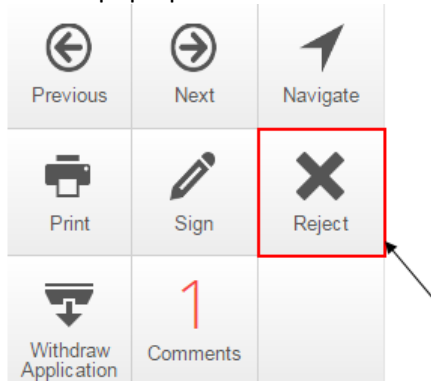 Previous Next Navigate
Print Sign Reject
1
Withdraw
Application Comments